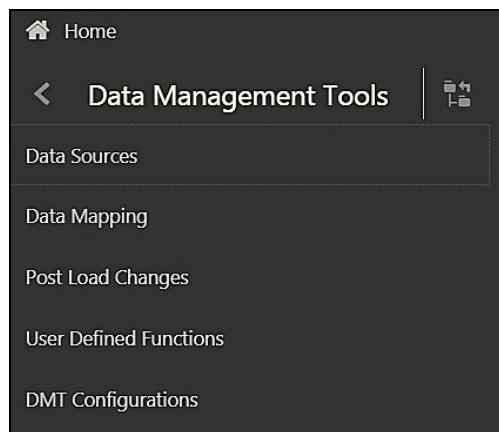 Home
Data Management Tools
Data Sources
Data Mapping
Post Load Changes
User Defined Functions
DMT Configurations